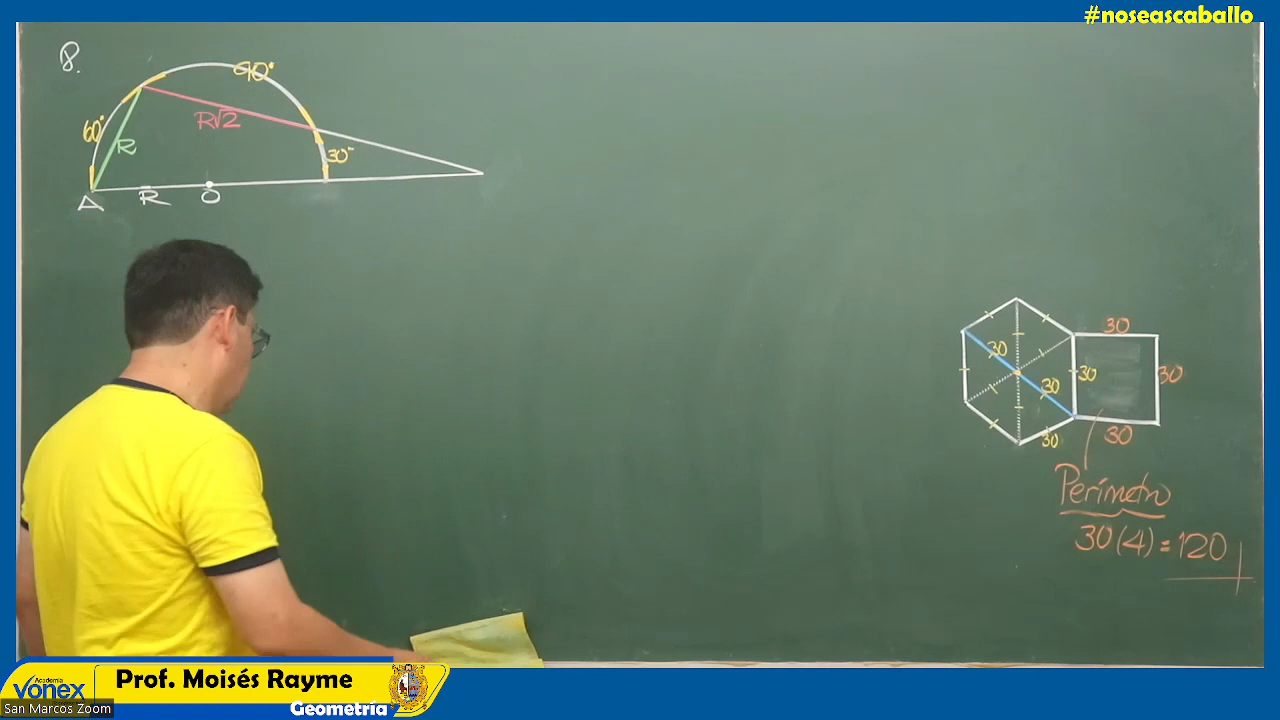 #noseascaballo
8.
90°
60°
R√2
R
30°
A
R
O
30
30
30
30
30
30
30
Perímetro
30(4)=120
Academia
vonex
Prof. Moisés Rayme
San Marcos Zoom
Geometría